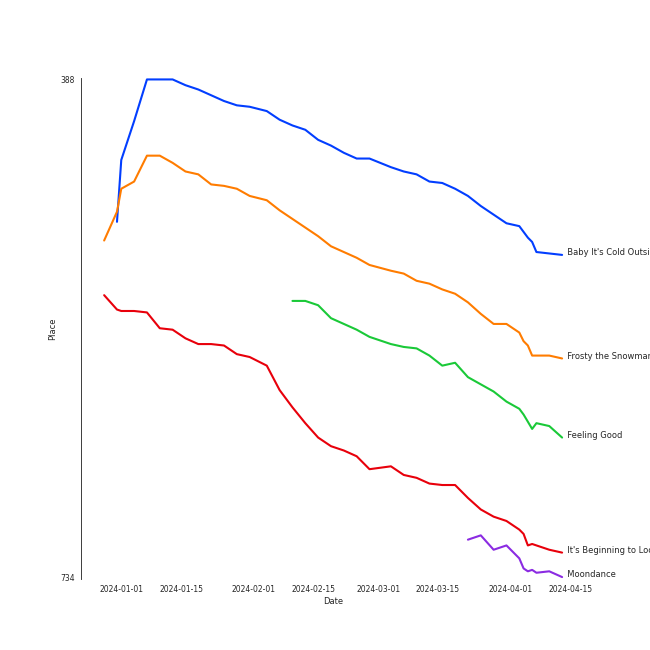 388
Baby It's Cold Outsi
Frosty the Snowman
Place
Feeling Good
It's Beginning to Loo
Moondance
734
2024-01-01 2024-01-15 2024-02-01 2024-02-15 2024-03-01 2024-03-15 2024-04-01 2024-04-15
Date